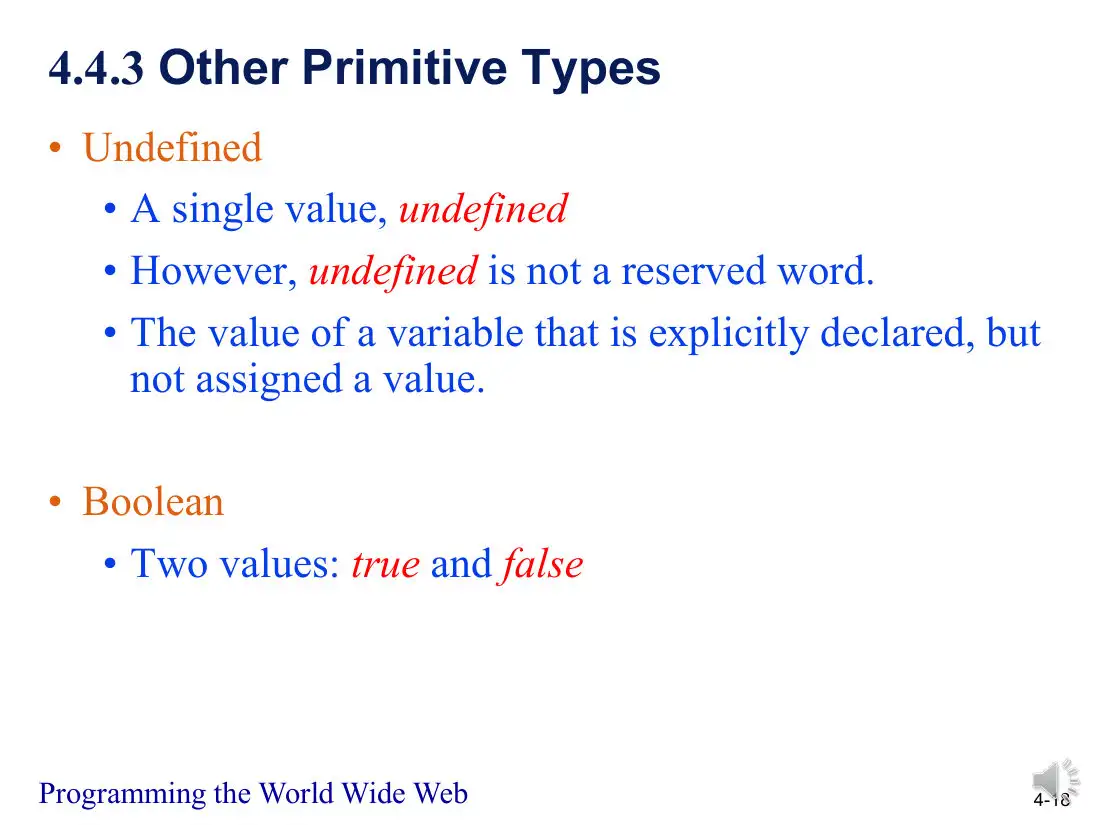 4.4.3 Other Primitive Types
• Undefined
• A single value, undefined
• However, undefined is not a reserved word.
• The value of a variable that is explicitly declared, but
not assigned a value.
• Boolean
• Two values: true and false
Programming the World Wide Web
4-18